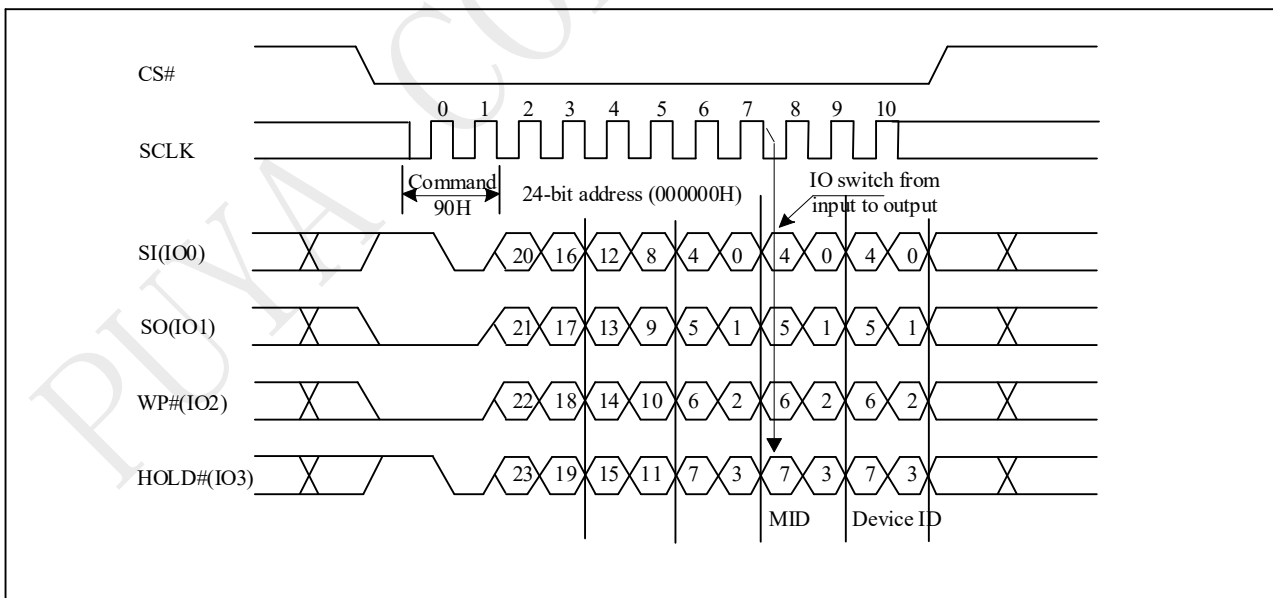 PUYA CO
CS#
0 1 2 3 4 5 6 7 8 9 10
SCLK
Command
90H
24-bit address (000000H)
IO switch from
input to output
SI(IO0) 20 16 12 8 4 0 4 0 4 0
SO(IO1) 21 17 13 9 5 1 5 1 5 1
WP#(IO2) 22 18 14 10 6 2 6 2 6 2
HOLD#(IO3) 23 19 15 11 7 3 7 3 7 3
MID Device ID